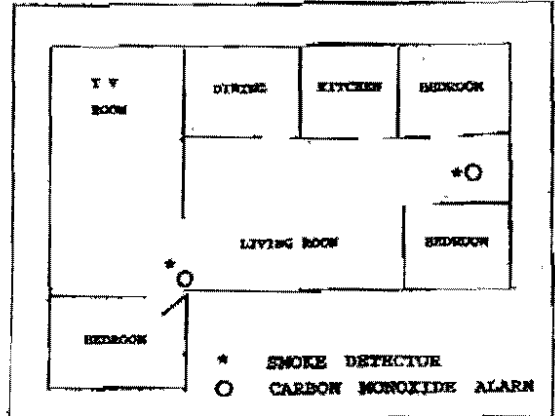 T V
ROOM
DINING
KITCHEN
BEDROOM
*
LIVING ROOM
BEDROOM
*
BEDROOM
* SMOKE DETECTOR
CARBON MONOXIDE ALARM